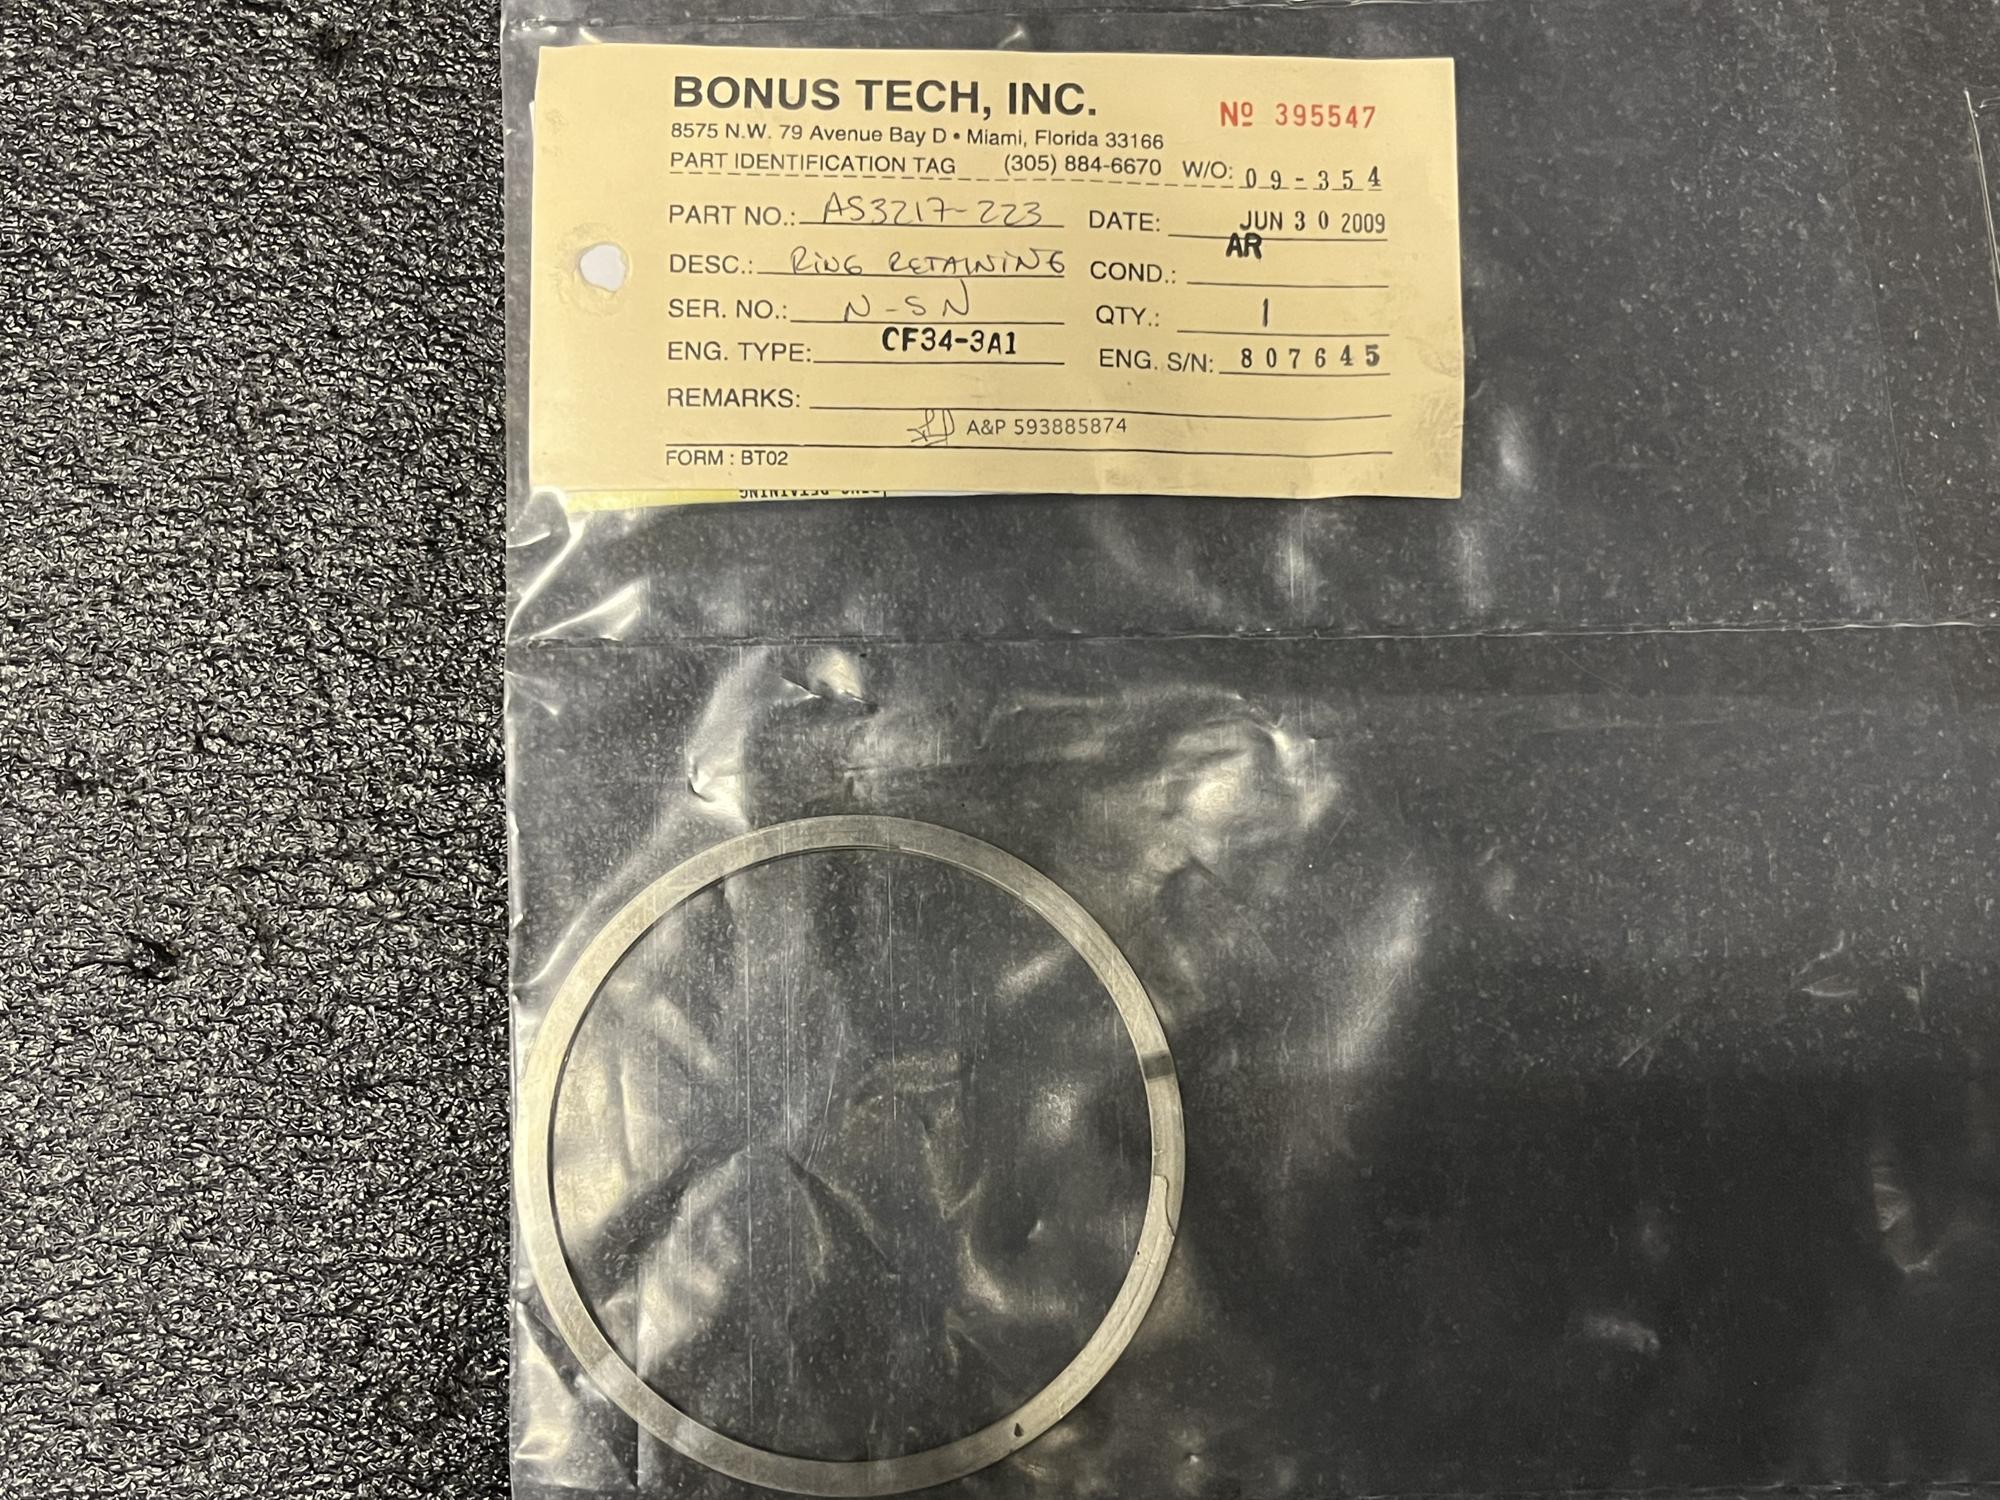 BONUS TECH, INC.
Nº 395547
8575 N.W. 79 Avenue Bay D • Miami, Florida 33166
PART IDENTIFICATION TAG (305) 884-6670 W/O: 09-354
PART NO.: AS3217-223 DATE: JUN 30 2009
DESC.: RING RETAINING COND.: AR
SER. NO.: N-SN QTY.: 1
ENG. TYPE: CF34-3A1 ENG. S/N: 807645
REMARKS:
A&P 593885874
FORM : BT02
RETAINING